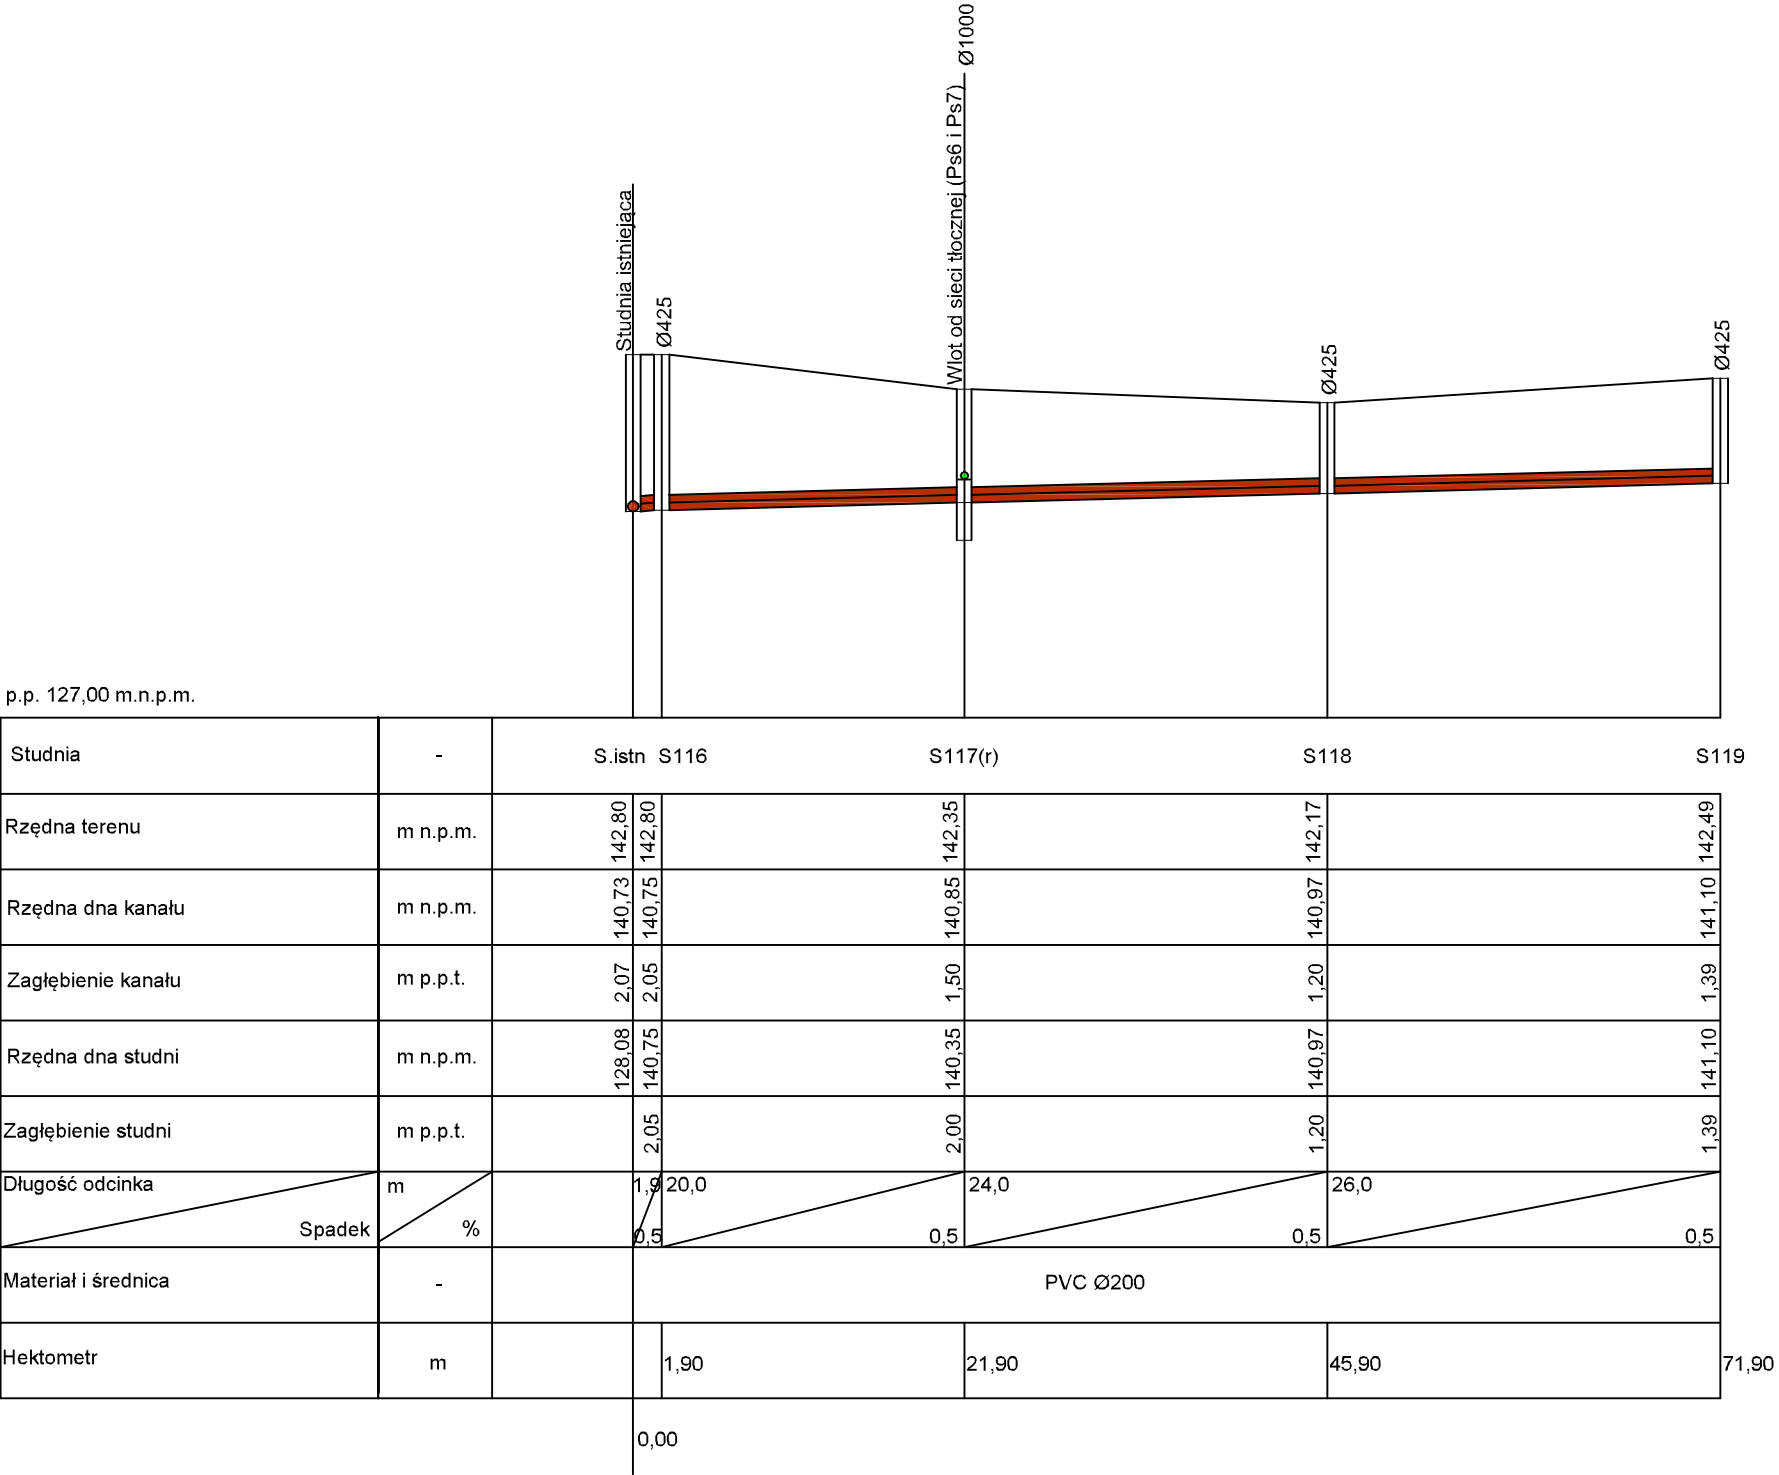 Ø1000
Wlot od sieci tłocznej (Ps6 i Ps7)
Studnia istniejąca
Ø425
Ø425
Ø425
p.p. 127,00 m.n.p.m.
Studnia - S.istn S116 S117(r) S118 S119
Rzędna terenu m n.p.m. 142,80 142,80 142,35 142,17 142,49
Rzędna dna kanału m n.p.m. 140,73 140,75 140,85 140,97 141,10
Zagłębienie kanału m p.p.t. 2,07 2,05 1,50 1,20 1,39
Rzędna dna studni m n.p.m. 128,08 140,75 140,35 140,97 141,10
Zagłębienie studni m p.p.t. 2,05 2,00 1,20 1,39
Długość odcinka m 1,9 20,0 24,0 26,0
Spadek % 0,5 0,5 0,5 0,5
Materiał i średnica - PVC Ø200
Hektometr m 1,90 21,90 45,90 71,90
0,00